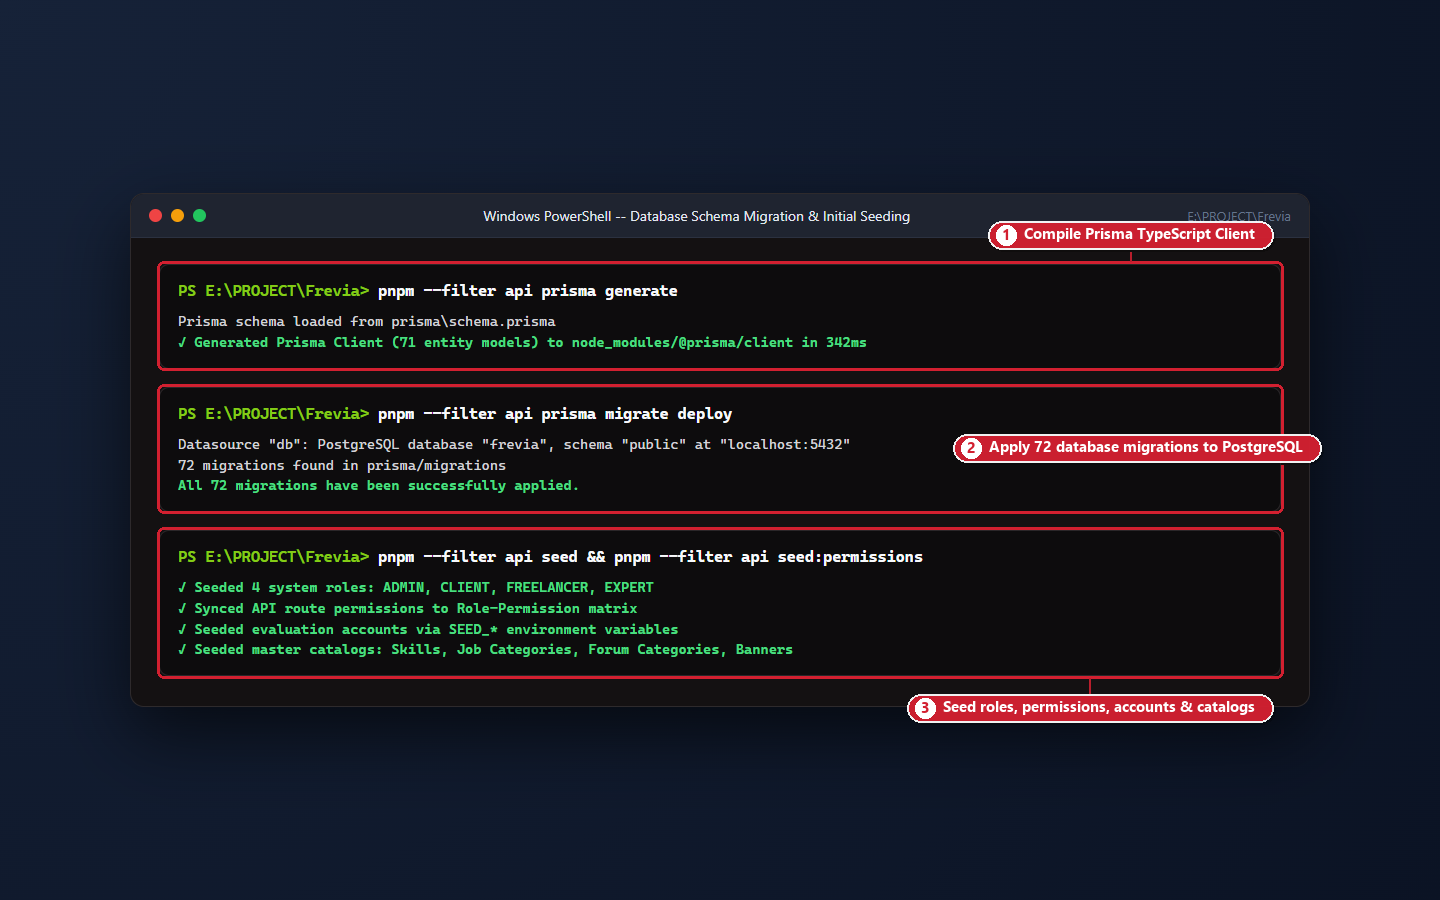 Windows PowerShell -- Database Schema Migration & Initial Seeding
E:\PROJECT\Frevia
1 Compile Prisma TypeScript Client
PS E:\PROJECT\Frevia> pnpm --filter api prisma generate
Prisma schema loaded from prisma\schema.prisma
✓ Generated Prisma Client (71 entity models) to node_modules/@prisma/client in 342ms
PS E:\PROJECT\Frevia> pnpm --filter api prisma migrate deploy
Datasource "db": PostgreSQL database "frevia", schema "public" at "localhost:5432"
2 Apply 72 database migrations to PostgreSQL
72 migrations found in prisma/migrations
All 72 migrations have been successfully applied.
PS E:\PROJECT\Frevia> pnpm --filter api seed && pnpm --filter api seed:permissions
✓ Seeded 4 system roles: ADMIN, CLIENT, FREELANCER, EXPERT
✓ Synced API route permissions to Role-Permission matrix
✓ Seeded evaluation accounts via SEED_* environment variables
✓ Seeded master catalogs: Skills, Job Categories, Forum Categories, Banners
3 Seed roles, permissions, accounts & catalogs